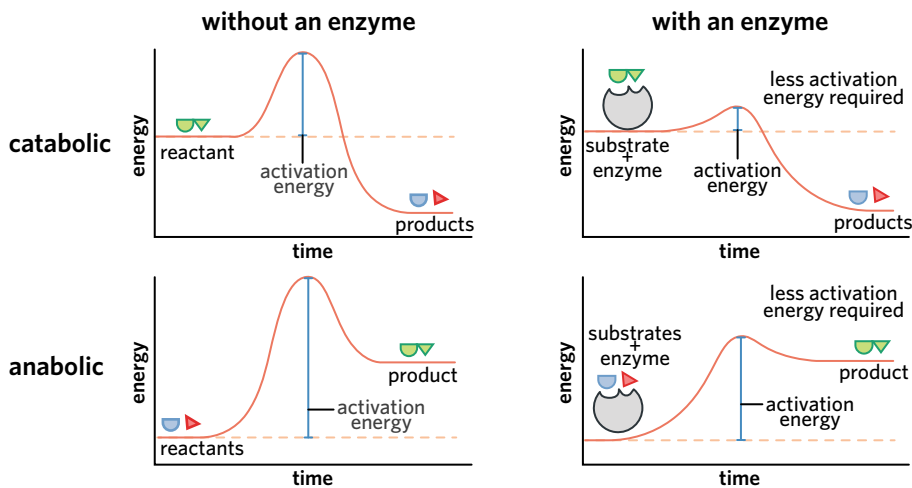 without an enzyme
with an enzyme
catabolic
energy
reactant
activation
energy
products
time
energy
substrate
+
enzyme
less activation
energy required
activation
energy
products
time
anabolic
energy
reactants
activation
energy
product
time
energy
substrates
+
enzyme
less activation
energy required
activation
energy
product
time